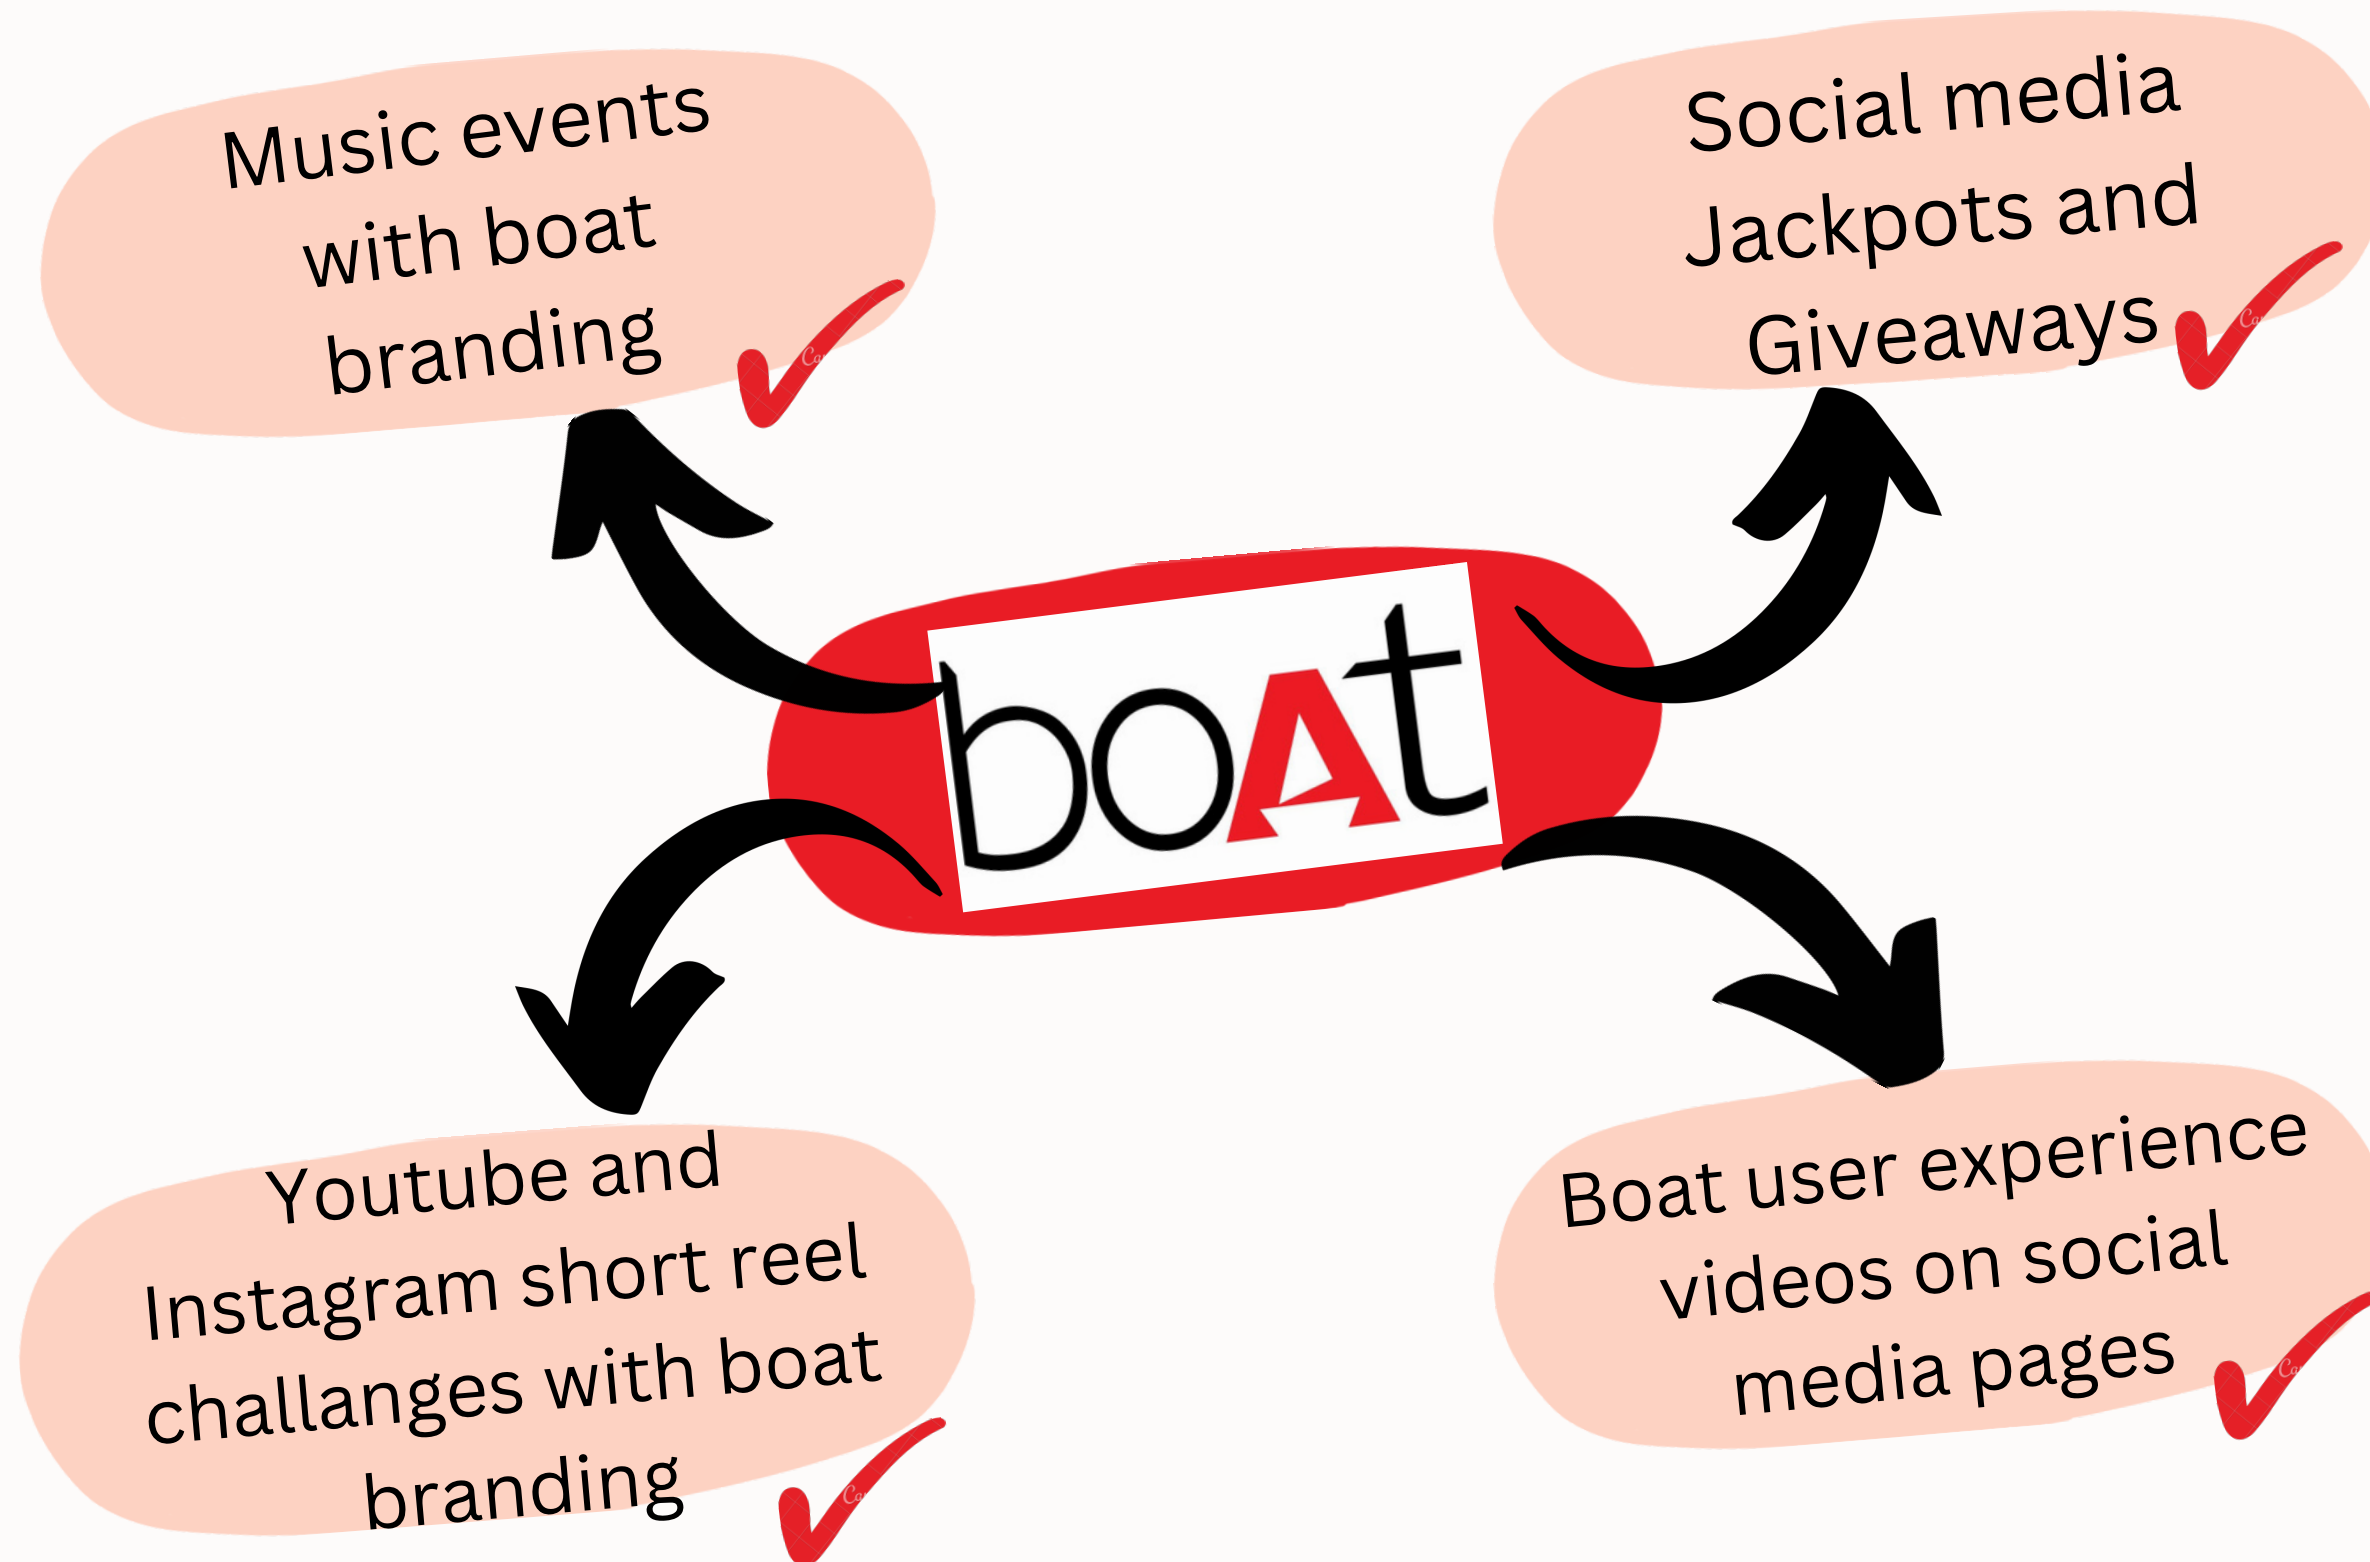 Music events
with boat
branding
Social media
Jackpots and
Giveaways
boAt
Youtube and
Instagram short reel
challanges with boat
branding
Boat user experience
videos on social
media pages